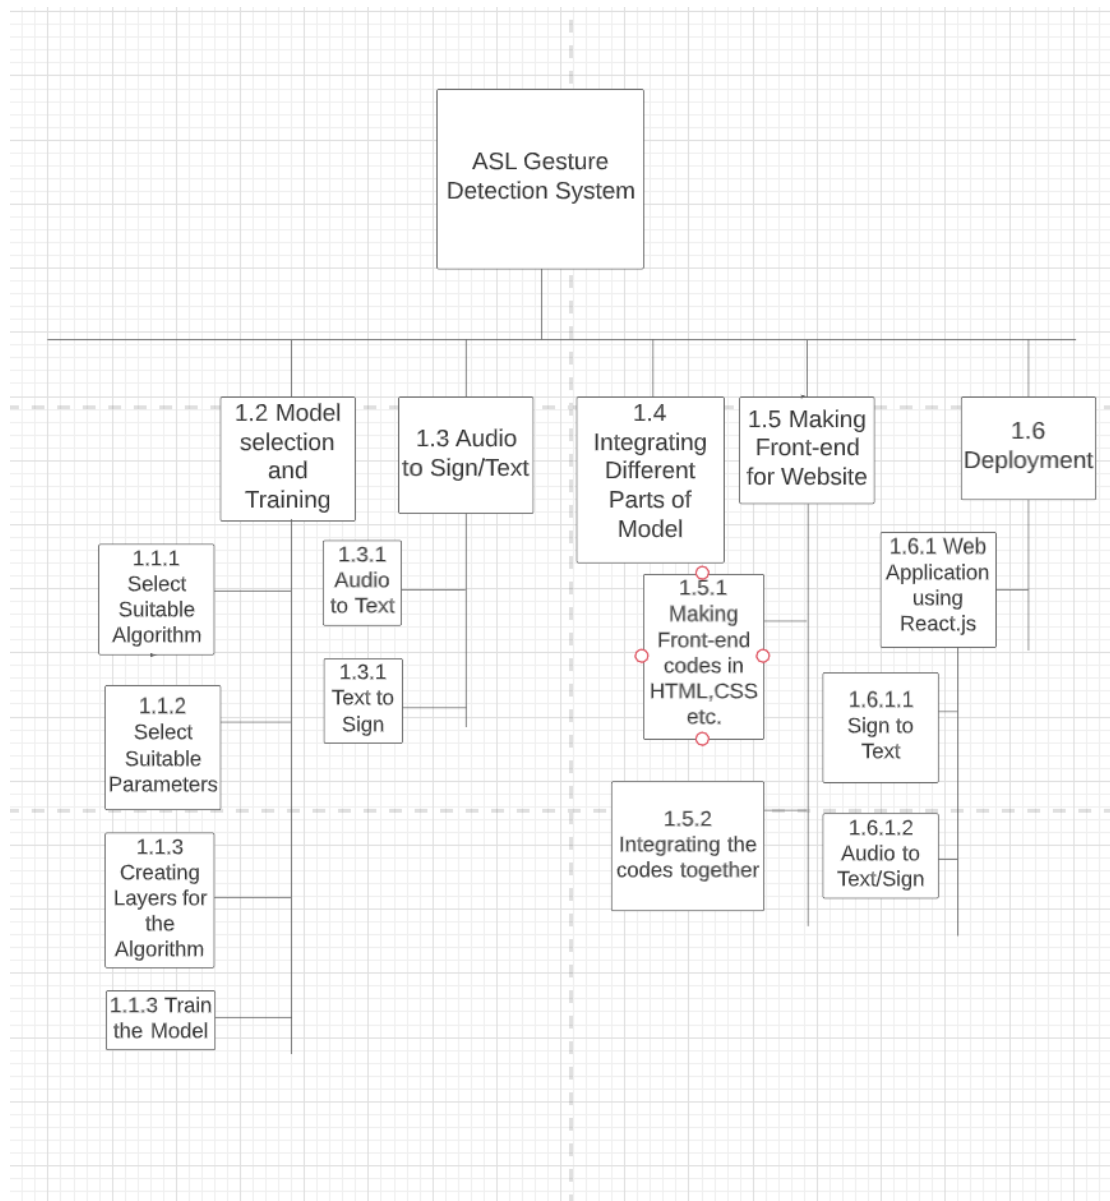 ASL Gesture
Detection System
1.2 Model
selection
and
Training
1.3 Audio
to Sign/Text
1.4
Integrating
Different
Parts of
Model
1.5 Making
Front-end
for Website
1.6
Deployment
1.1.1
Select
Suitable
Algorithm
1.1.2
Select
Suitable
Parameters
1.1.3
Creating
Layers for
the
Algorithm
1.1.3 Train
the Model
1.3.1
Audio
to Text
1.3.1
Text to
Sign
1.5.1
Making
Front-end
codes in
HTML,CSS
etc.
1.5.2
Integrating the
codes together
1.6.1 Web
Application
using
React.js
1.6.1.1
Sign to
Text
1.6.1.2
Audio to
Text/Sign